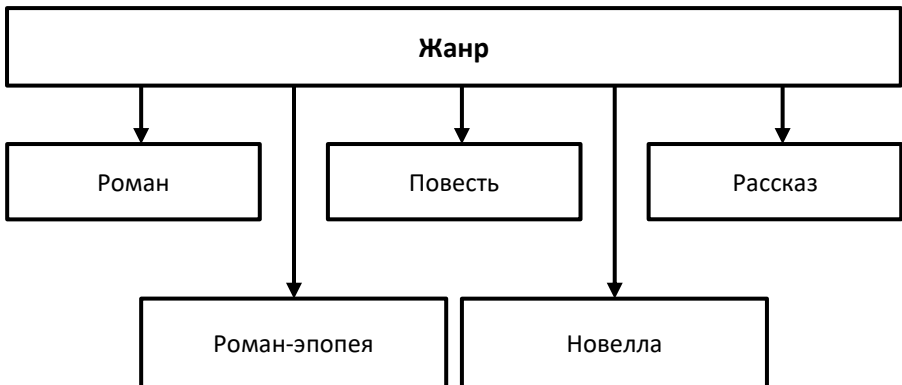 Жанр
Роман
Повесть
Рассказ
Роман-эпопея
Новелла